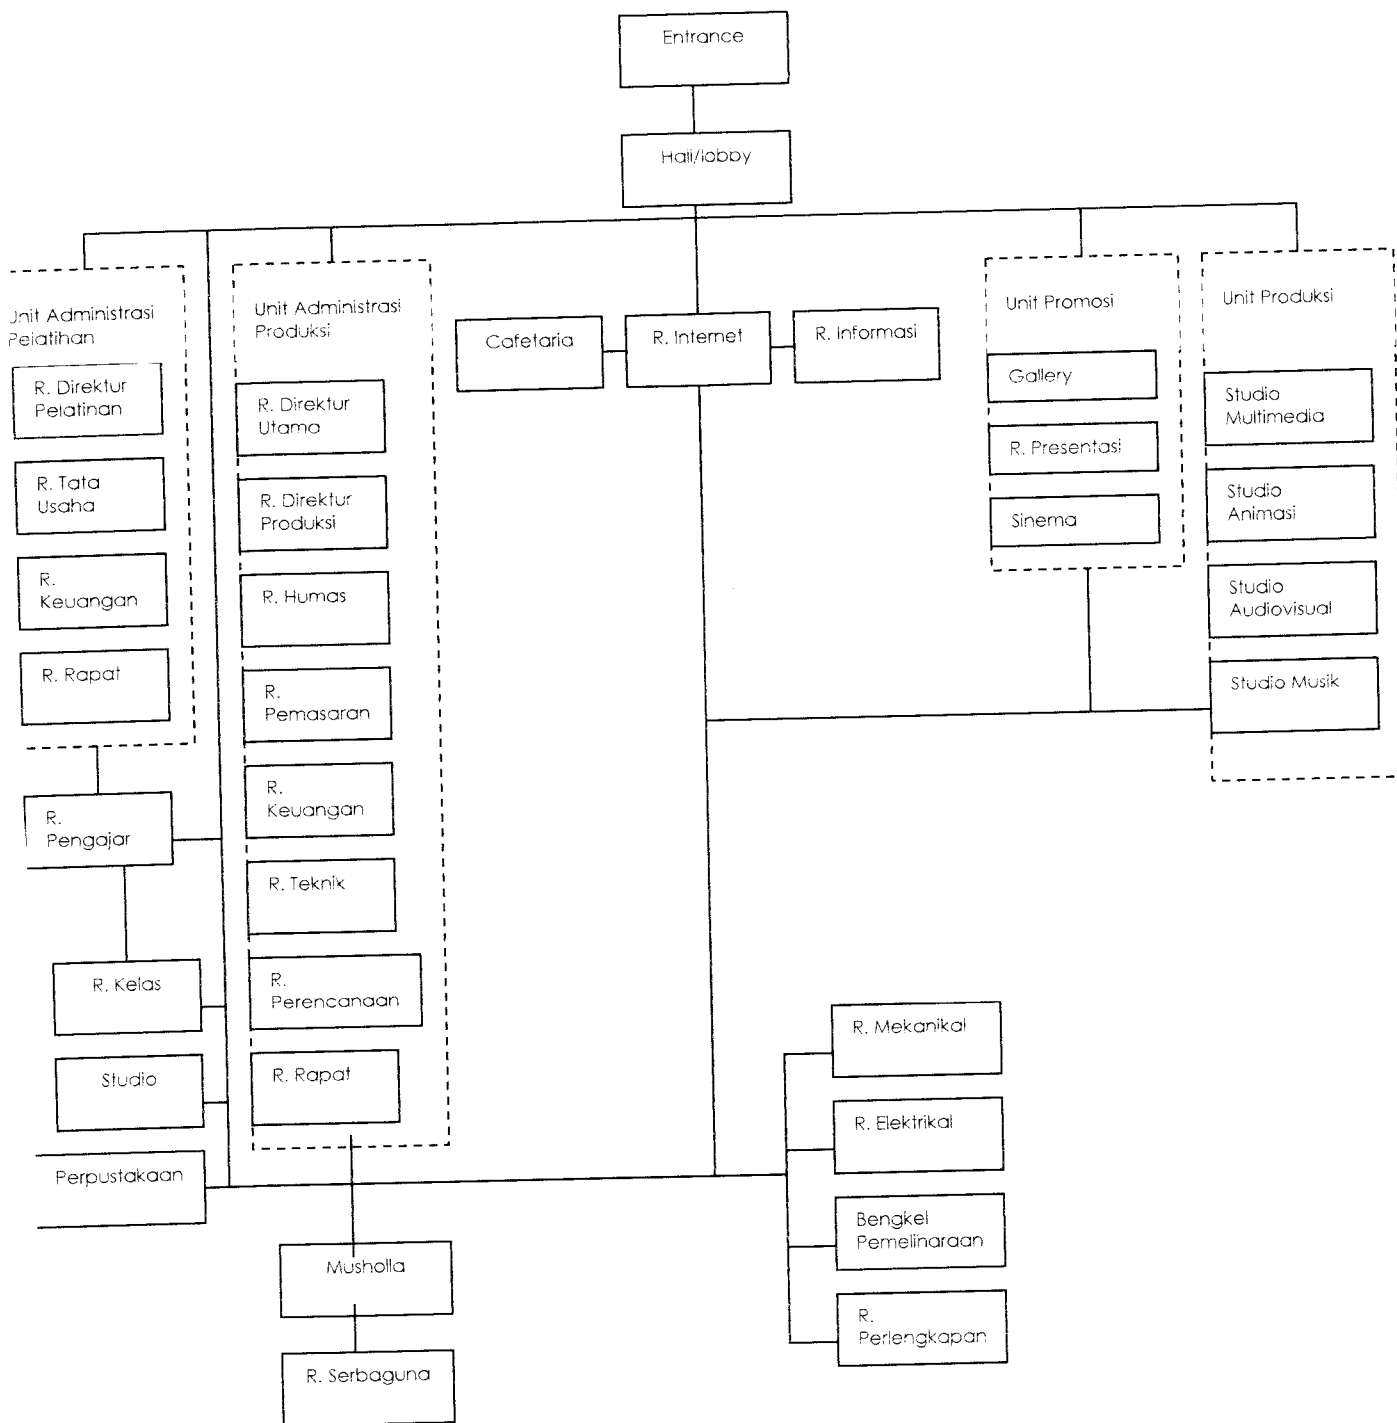 Entrance
Hall/lobby
Unit Administrasi
Pelatihan
R. Direktur
Pelatihan
R. Tata
Usaha
R.
Keuangan
R. Rapat
R.
Pengajar
R. Kelas
Studio
Perpustakaan
Unit Administrasi
Produksi
R. Direktur
Utama
R. Direktur
Produksi
R. Humas
R.
Pemasaran
R.
Keuangan
R. Teknik
R.
Perencanaan
R. Rapat
Musholla
R. Serbaguna
Cafetaria
R. Internet
R. Informasi
Unit Promosi
Gallery
R. Presentasi
Sinema
Unit Produksi
Studio
Multimedia
Studio
Animasi
Studio
Audiovisual
Studio Musik
R. Mekanikal
R. Elektrikal
Bengkel
Pemeliharaan
R.
Perlengkapan